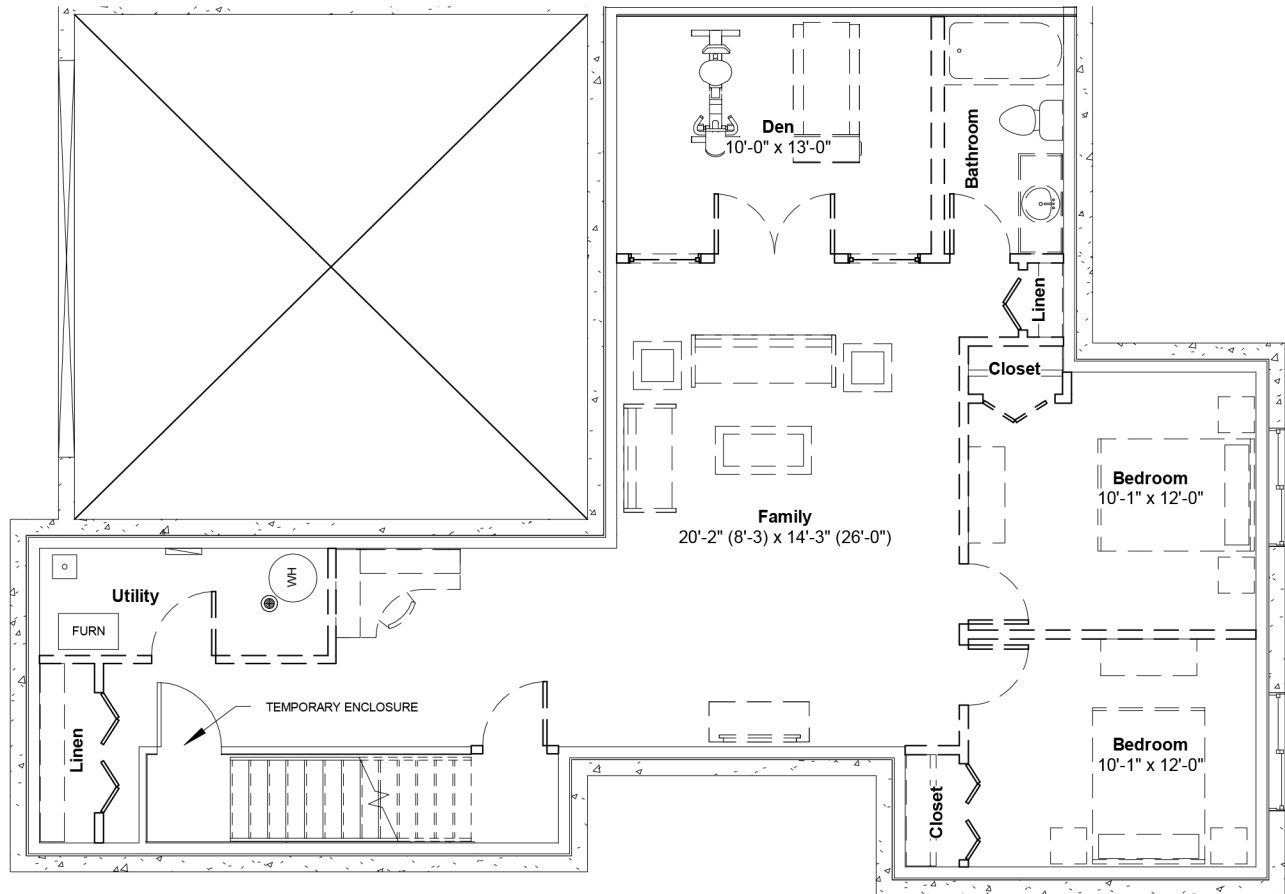 Den
10'-0" x 13'-0"
Bathroom
Linen
Closet
Bedroom
10'-1" x 12'-0"
Family
20'-2" (8'-3) x 14'-3" (26'-0")
WH
Utility
FURN
TEMPORARY ENCLOSURE
Linen
Bedroom
10'-1" x 12'-0"
Closet